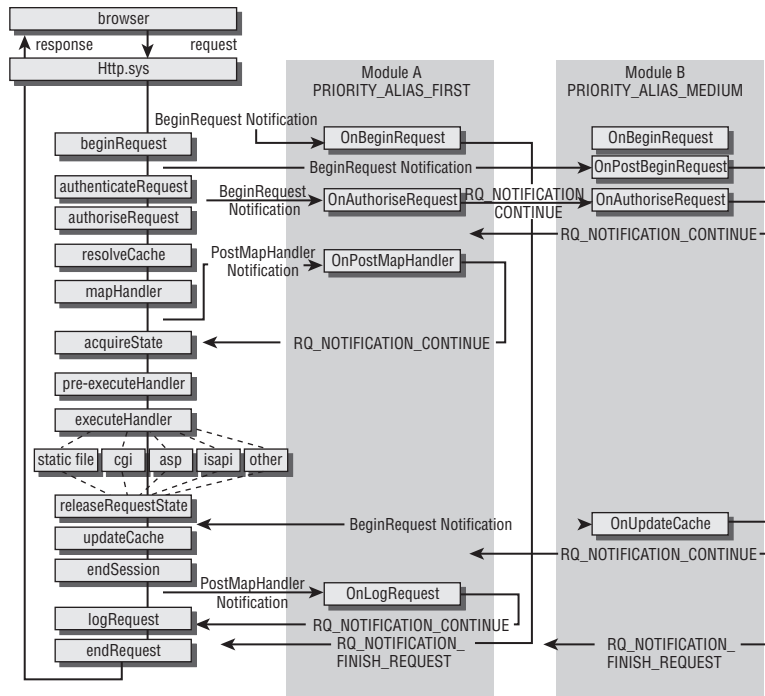 browser
response
request
Http.sys
Module A
PRIORITY_ALIAS_FIRST
Module B
PRIORITY_ALIAS_MEDIUM
BeginRequest Notification
OnBeginRequest
OnBeginRequest
beginRequest
BeginRequest Notification
OnPostBeginRequest
authenticateRequest
BeginRequest
Notification
OnAuthoriseRequest
RQ_NOTIFICATION
CONTINUE
OnAuthoriseRequest
authoriseRequest
RQ_NOTIFICATION_CONTINUE
resolveCache
PostMapHandler
Notification
OnPostMapHandler
mapHandler
acquireState
RQ_NOTIFICATION_CONTINUE
pre-executeHandler
executeHandler
static file
cgi
asp
isapi
other
releaseRequestState
BeginRequest Notification
OnUpdateCache
updateCache
RQ_NOTIFICATION_CONTINUE
endSession
PostMapHandler
Notification
OnLogRequest
logRequest
RQ_NOTIFICATION_CONTINUE
endRequest
RQ_NOTIFICATION_
FINISH_REQUEST
RQ_NOTIFICATION_
FINISH_REQUEST